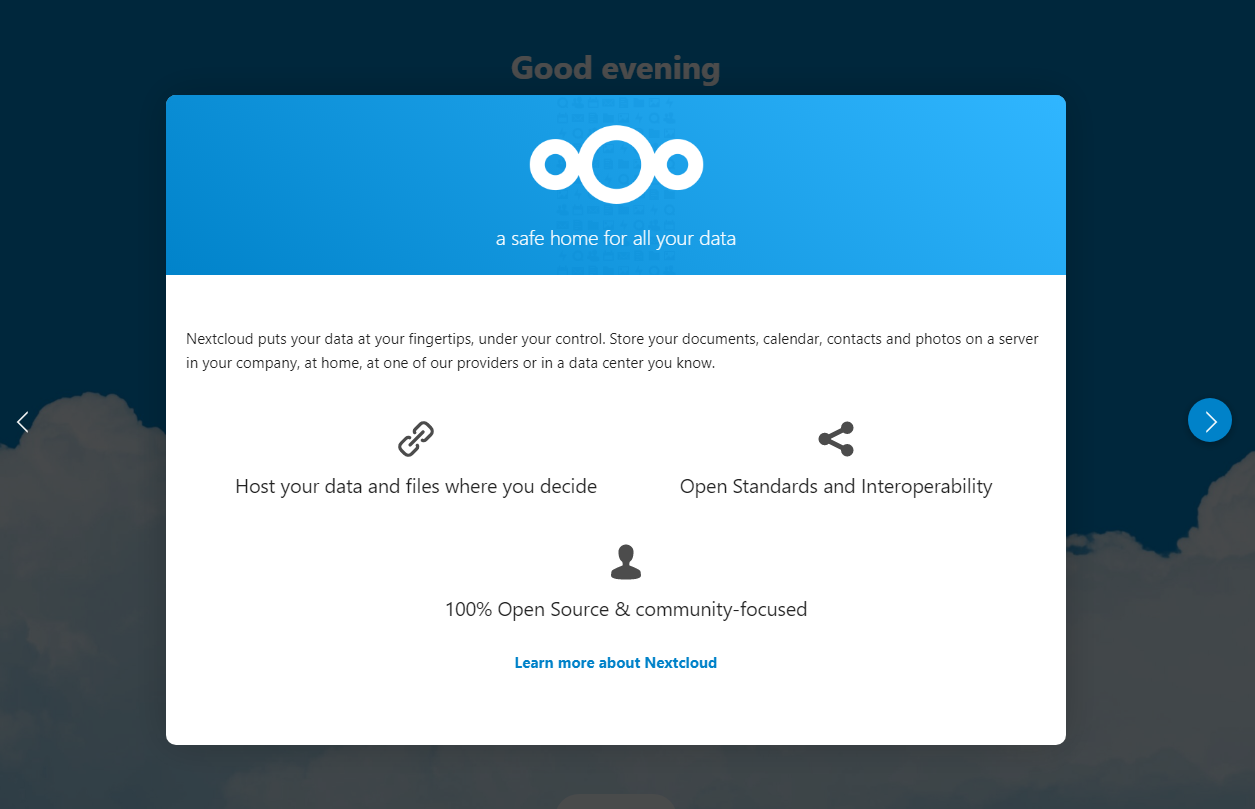 Good evening
a safe home for all your data
Nextcloud puts your data at your fingertips, under your control. Store your documents, calendar, contacts and photos on a server
in your company, at home, at one of our providers or in a data center you know.
Host your data and files where you decide
Open Standards and Interoperability
100% Open Source & community-focused
Learn more about Nextcloud